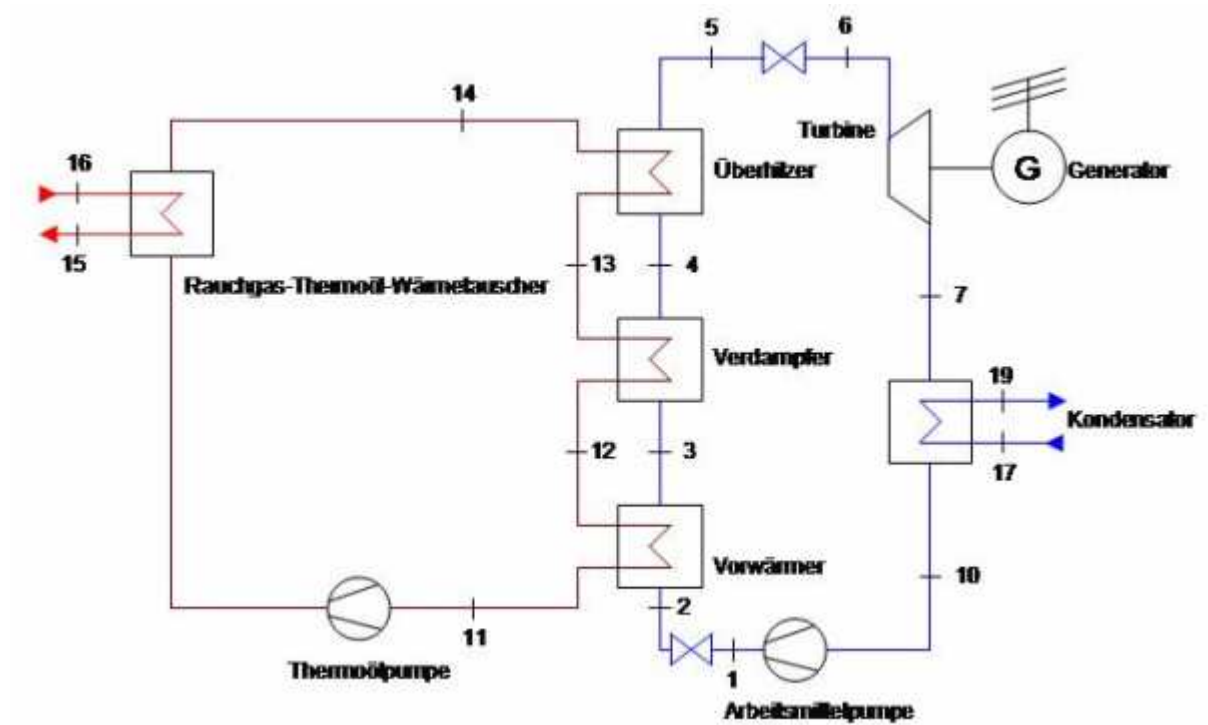 5
6
14
Turbine
16
Überhilzer
G
Generator
15
13
4
Rauchgas-Thermoöl-Wärmetauscher
7
Verdampfer
19
Kondensator
12
3
17
Vorwärmer
10
2
11
1
Thermoölpumpe
Arbeitsmittelpumpe